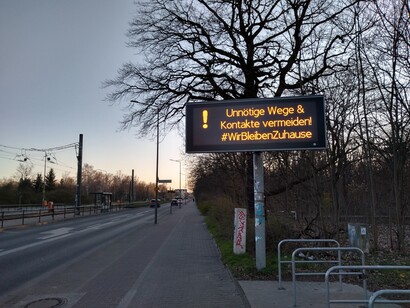 ! Unnötige Wege &
Kontakte vermeiden!
#WirBleibenZuhause